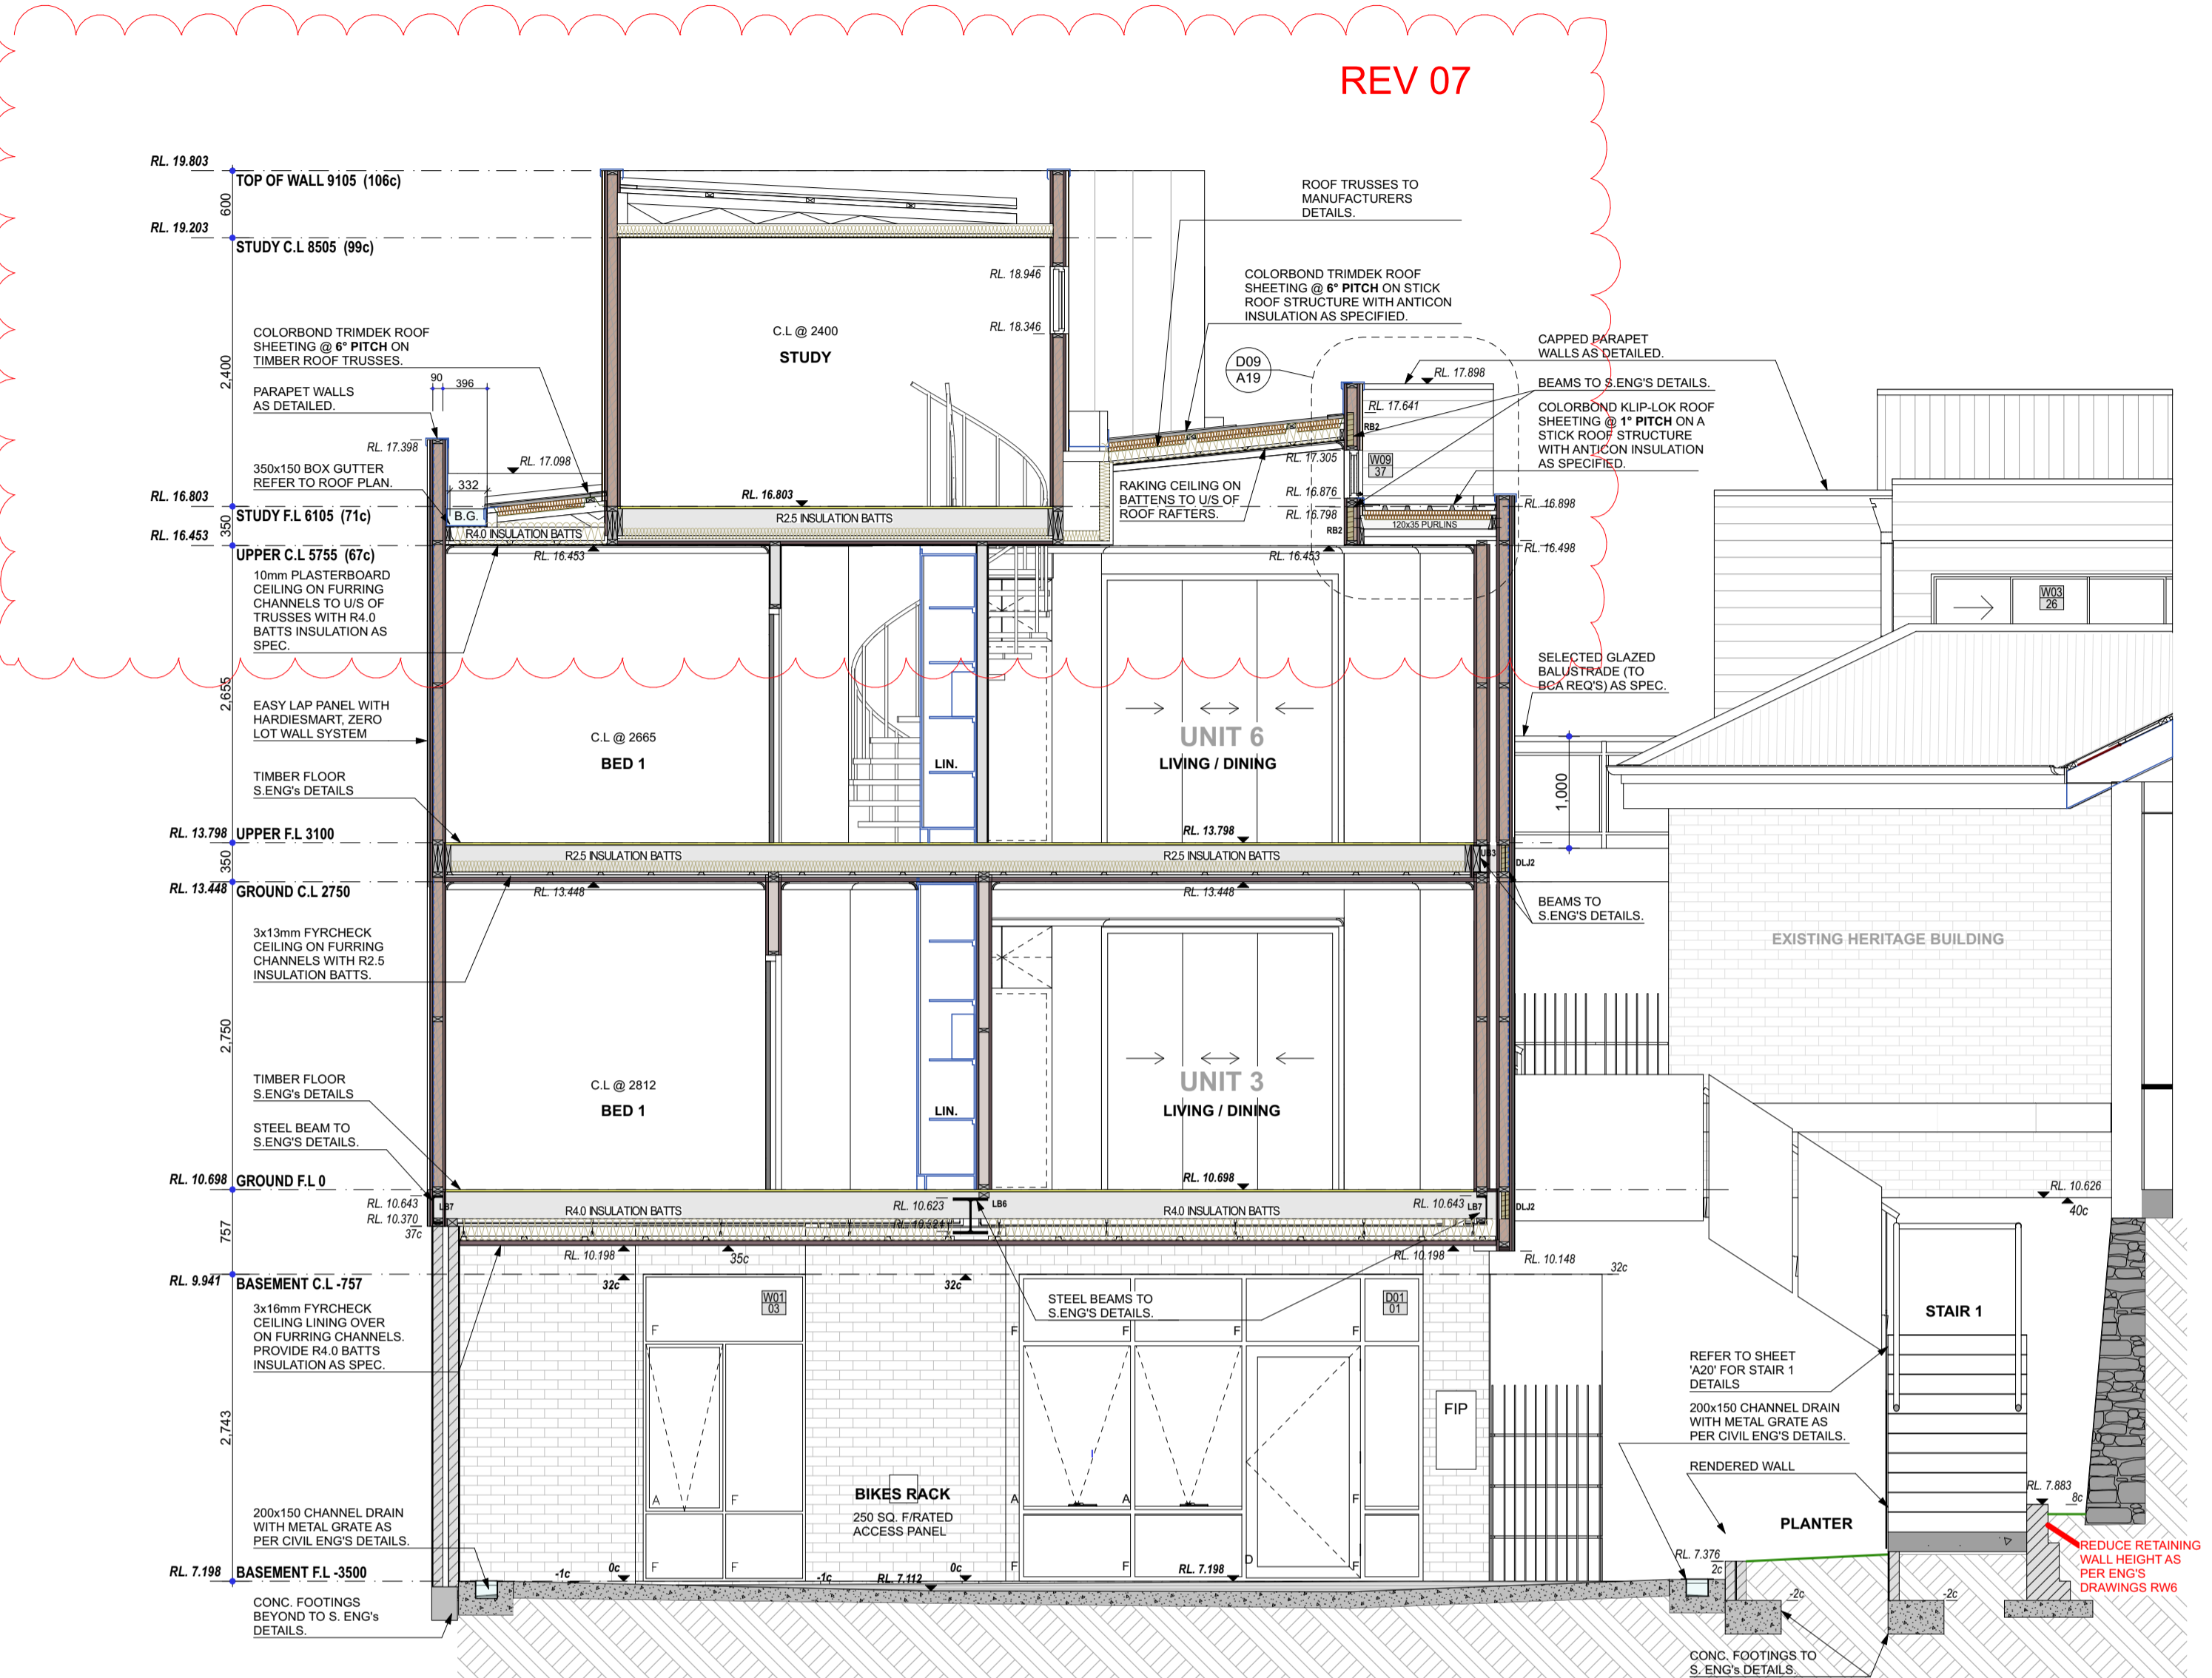 REV 07
RL. 19.803
TOP OF WALL 9105 (106c)
600
RL. 19.203
STUDY C.L 8505 (99c)
2,400
ROOF TRUSSES TO
MANUFACTURERS
DETAILS.
RL. 18.946
RL. 18.346
C.L @ 2400
STUDY
COLORBOND TRIMDEK ROOF
SHEETING @ 6° PITCH ON STICK
ROOF STRUCTURE WITH ANTICON
INSULATION AS SPECIFIED.
COLORBOND TRIMDEK ROOF
SHEETING @ 6° PITCH ON
TIMBER ROOF TRUSSES.
90
396
PARAPET WALLS
AS DETAILED.
D09
A19
CAPPED PARAPET
WALLS AS DETAILED.
RL. 17.898
BEAMS TO S.ENG'S DETAILS.
COLORBOND KLIP-LOK ROOF
SHEETING @ 1° PITCH ON A
STICK ROOF STRUCTURE
WITH ANTICON INSULATION
AS SPECIFIED.
RL. 17.641
RB2
RL. 17.398
RL. 17.098
350x150 BOX GUTTER
REFER TO ROOF PLAN.
332
RL. 17.305
W09
37
RAKING CEILING ON
BATTENS TO U/S OF
ROOF RAFTERS.
RL. 16.876
RL. 16.798
RL. 16.898
RL. 16.803
STUDY F.L 6105 (71c)
RL. 16.803
B.G.
R2.5 INSULATION BATTS
R4.0 INSULATION BATTS
120x35 PURLINS
RB2
350
RL. 16.453
UPPER C.L 5755 (67c)
RL. 16.453
RL. 16.453
RL. 16.498
10mm PLASTERBOARD
CEILING ON FURRING
CHANNELS TO U/S OF
TRUSSES WITH R4.0
BATTS INSULATION AS
SPEC.
W03
26
2,655
SELECTED GLAZED
BALUSTRADE (TO
BCA REQ'S) AS SPEC.
EASY LAP PANEL WITH
HARDIESMART, ZERO
LOT WALL SYSTEM
C.L @ 2665
BED 1
LIN.
UNIT 6
LIVING / DINING
1,000
TIMBER FLOOR
S.ENG's DETAILS
RL. 13.798
UPPER F.L 3100
RL. 13.798
350
R2.5 INSULATION BATTS
R2.5 INSULATION BATTS
UB3
DLJ2
RL. 13.448
GROUND C.L 2750
RL. 13.448
RL. 13.448
BEAMS TO
S.ENG'S DETAILS.
3x13mm FYRCHECK
CEILING ON FURRING
CHANNELS WITH R2.5
INSULATION BATTS.
EXISTING HERITAGE BUILDING
2,750
TIMBER FLOOR
S.ENG's DETAILS
C.L @ 2812
BED 1
LIN.
UNIT 3
LIVING / DINING
STEEL BEAM TO
S.ENG'S DETAILS.
RL. 10.698
GROUND F.L 0
RL. 10.698
RL. 10.626
40c
RL. 10.643
RL. 10.370
37c
LB7
R4.0 INSULATION BATTS
RL. 10.623
LB6
R4.0 INSULATION BATTS
RL. 10.643
LB7
DLJ2
757
RL. 10.198
35c
RL. 10.198
RL. 10.148
RL. 9.941
BASEMENT C.L -757
32c
32c
32c
3x16mm FYRCHECK
CEILING LINING OVER
ON FURRING CHANNELS.
PROVIDE R4.0 BATTS
INSULATION AS SPEC.
W01
03
STEEL BEAMS TO
S.ENG'S DETAILS.
D01
01
F
F
F
F
F
STAIR 1
REFER TO SHEET
'A20' FOR STAIR 1
DETAILS
FIP
200x150 CHANNEL DRAIN
WITH METAL GRATE AS
PER CIVIL ENG'S DETAILS.
2,743
RENDERED WALL
BIKES RACK
250 SQ. F/RATED
ACCESS PANEL
A
F
A
A
F
RL. 7.883
8c
200x150 CHANNEL DRAIN
WITH METAL GRATE AS
PER CIVIL ENG'S DETAILS.
PLANTER
REDUCE RETAINING
WALL HEIGHT AS
PER ENG'S
DRAWINGS RW6
RL. 7.376
2c
F
F
F
F
D
F
RL. 7.198
BASEMENT F.L -3500
-1c
0c
-1c
RL. 7.112
0c
RL. 7.198
-2c
-2c
CONC. FOOTINGS
BEYOND TO S. ENG's
DETAILS.
CONC. FOOTINGS TO
S. ENG's DETAILS.